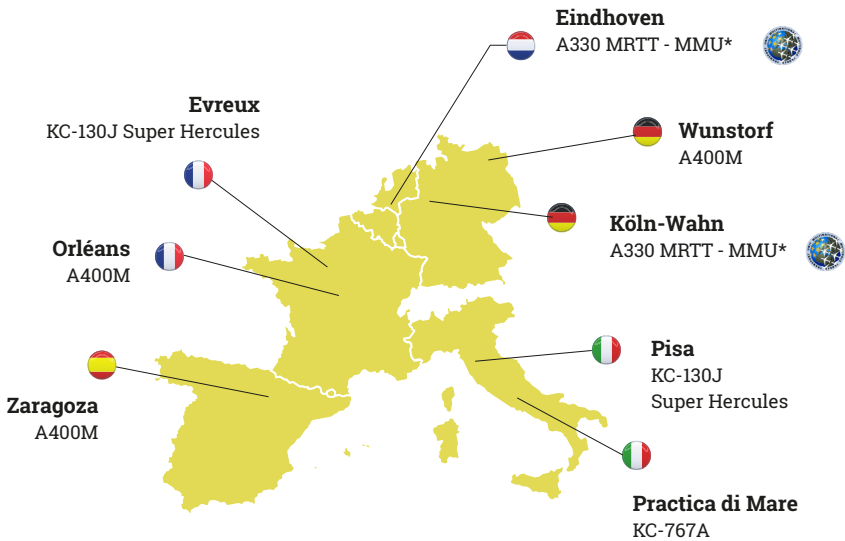 Eindhoven
A330 MRTT - MMU*
Evreux
KC-130J Super Hercules
Wunstorf
A400M
Köln-Wahn
A330 MRTT - MMU*
Orléans
A400M
Pisa
KC-130J
Super Hercules
Zaragoza
A400M
Practica di Mare
KC-767A